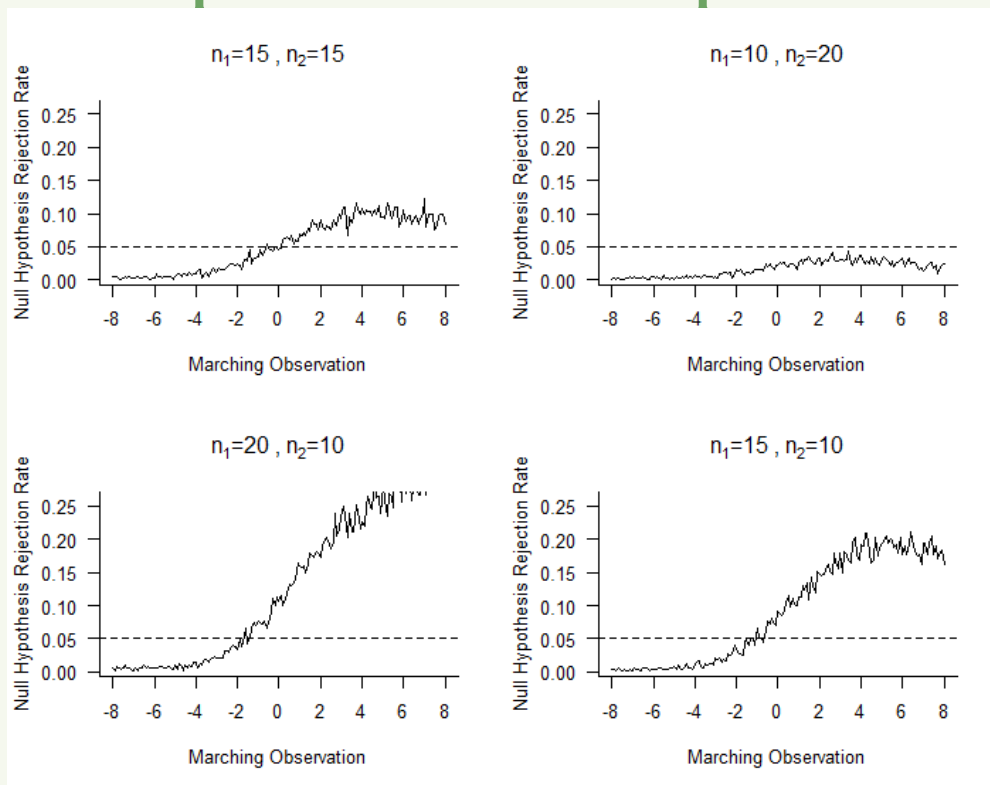 n1=15 , n2=15
Null Hypothesis Rejection Rate
0.25
0.20
0.15
0.10
0.05
0.00
-8 -6 -4 -2 0 2 4 6 8
Marching Observation
n1=10 , n2=20
Null Hypothesis Rejection Rate
0.25
0.20
0.15
0.10
0.05
0.00
-8 -6 -4 -2 0 2 4 6 8
Marching Observation
n1=20 , n2=10
Null Hypothesis Rejection Rate
0.25
0.20
0.15
0.10
0.05
0.00
-8 -6 -4 -2 0 2 4 6 8
Marching Observation
n1=15 , n2=10
Null Hypothesis Rejection Rate
0.25
0.20
0.15
0.10
0.05
0.00
-8 -6 -4 -2 0 2 4 6 8
Marching Observation